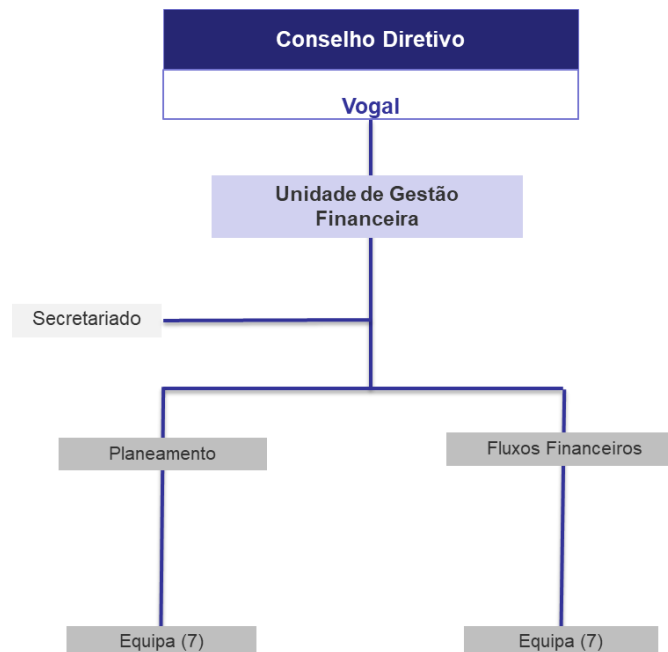 Conselho Diretivo
Vogal
Unidade de Gestão
Financeira
Secretariado
Planeamento
Fluxos Financeiros
Equipa (7)
Equipa (7)